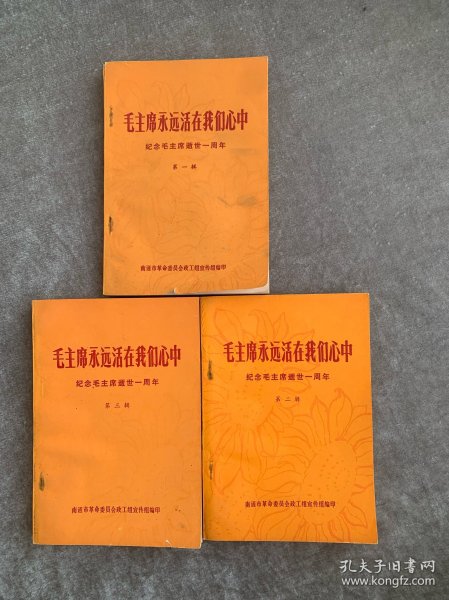 毛主席永远活在我们心中
纪念毛主席逝世一周年
第一辑
南通市革命委员会政工组宣传组编印
毛主席永远活在我们心中
纪念毛主席逝世一周年
第三辑
南通市革命委员会政工组宣传组编印
毛主席永远活在我们心中
纪念毛主席逝世一周年
第二辑
南通市革命委员会政工组宣传组编印
孔夫子旧书网
www.kongfz.com